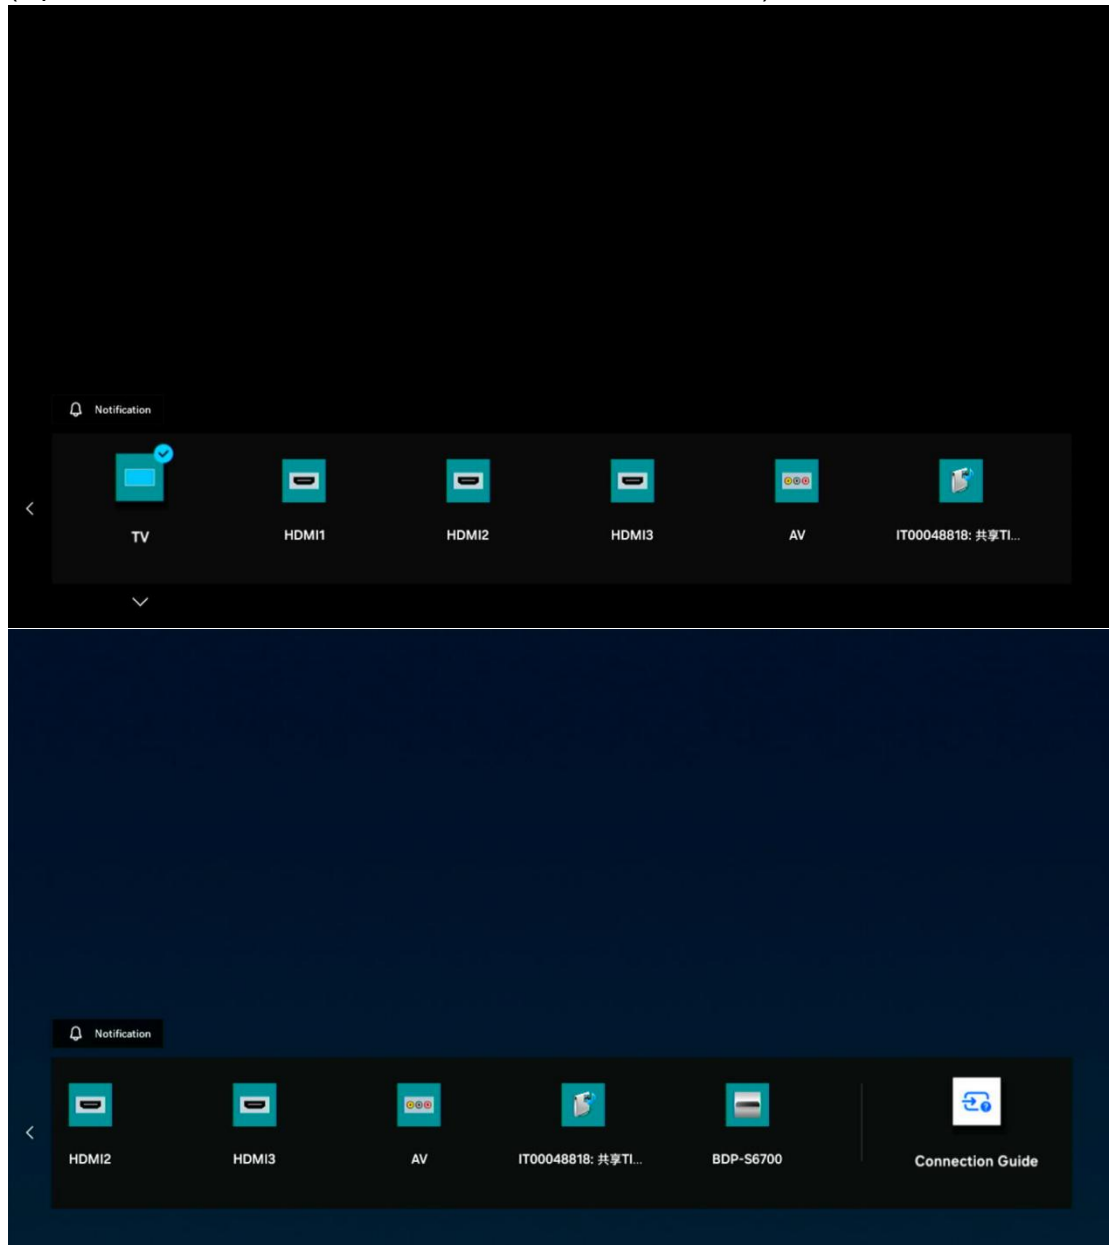 Notification
TV
HDMI1
HDMI2
HDMI3
AV
IT00048818: 共享TI...
Notification
HDMI2
HDMI3
AV
IT00048818: 共享TI...
BDP-S6700
Connection Guide